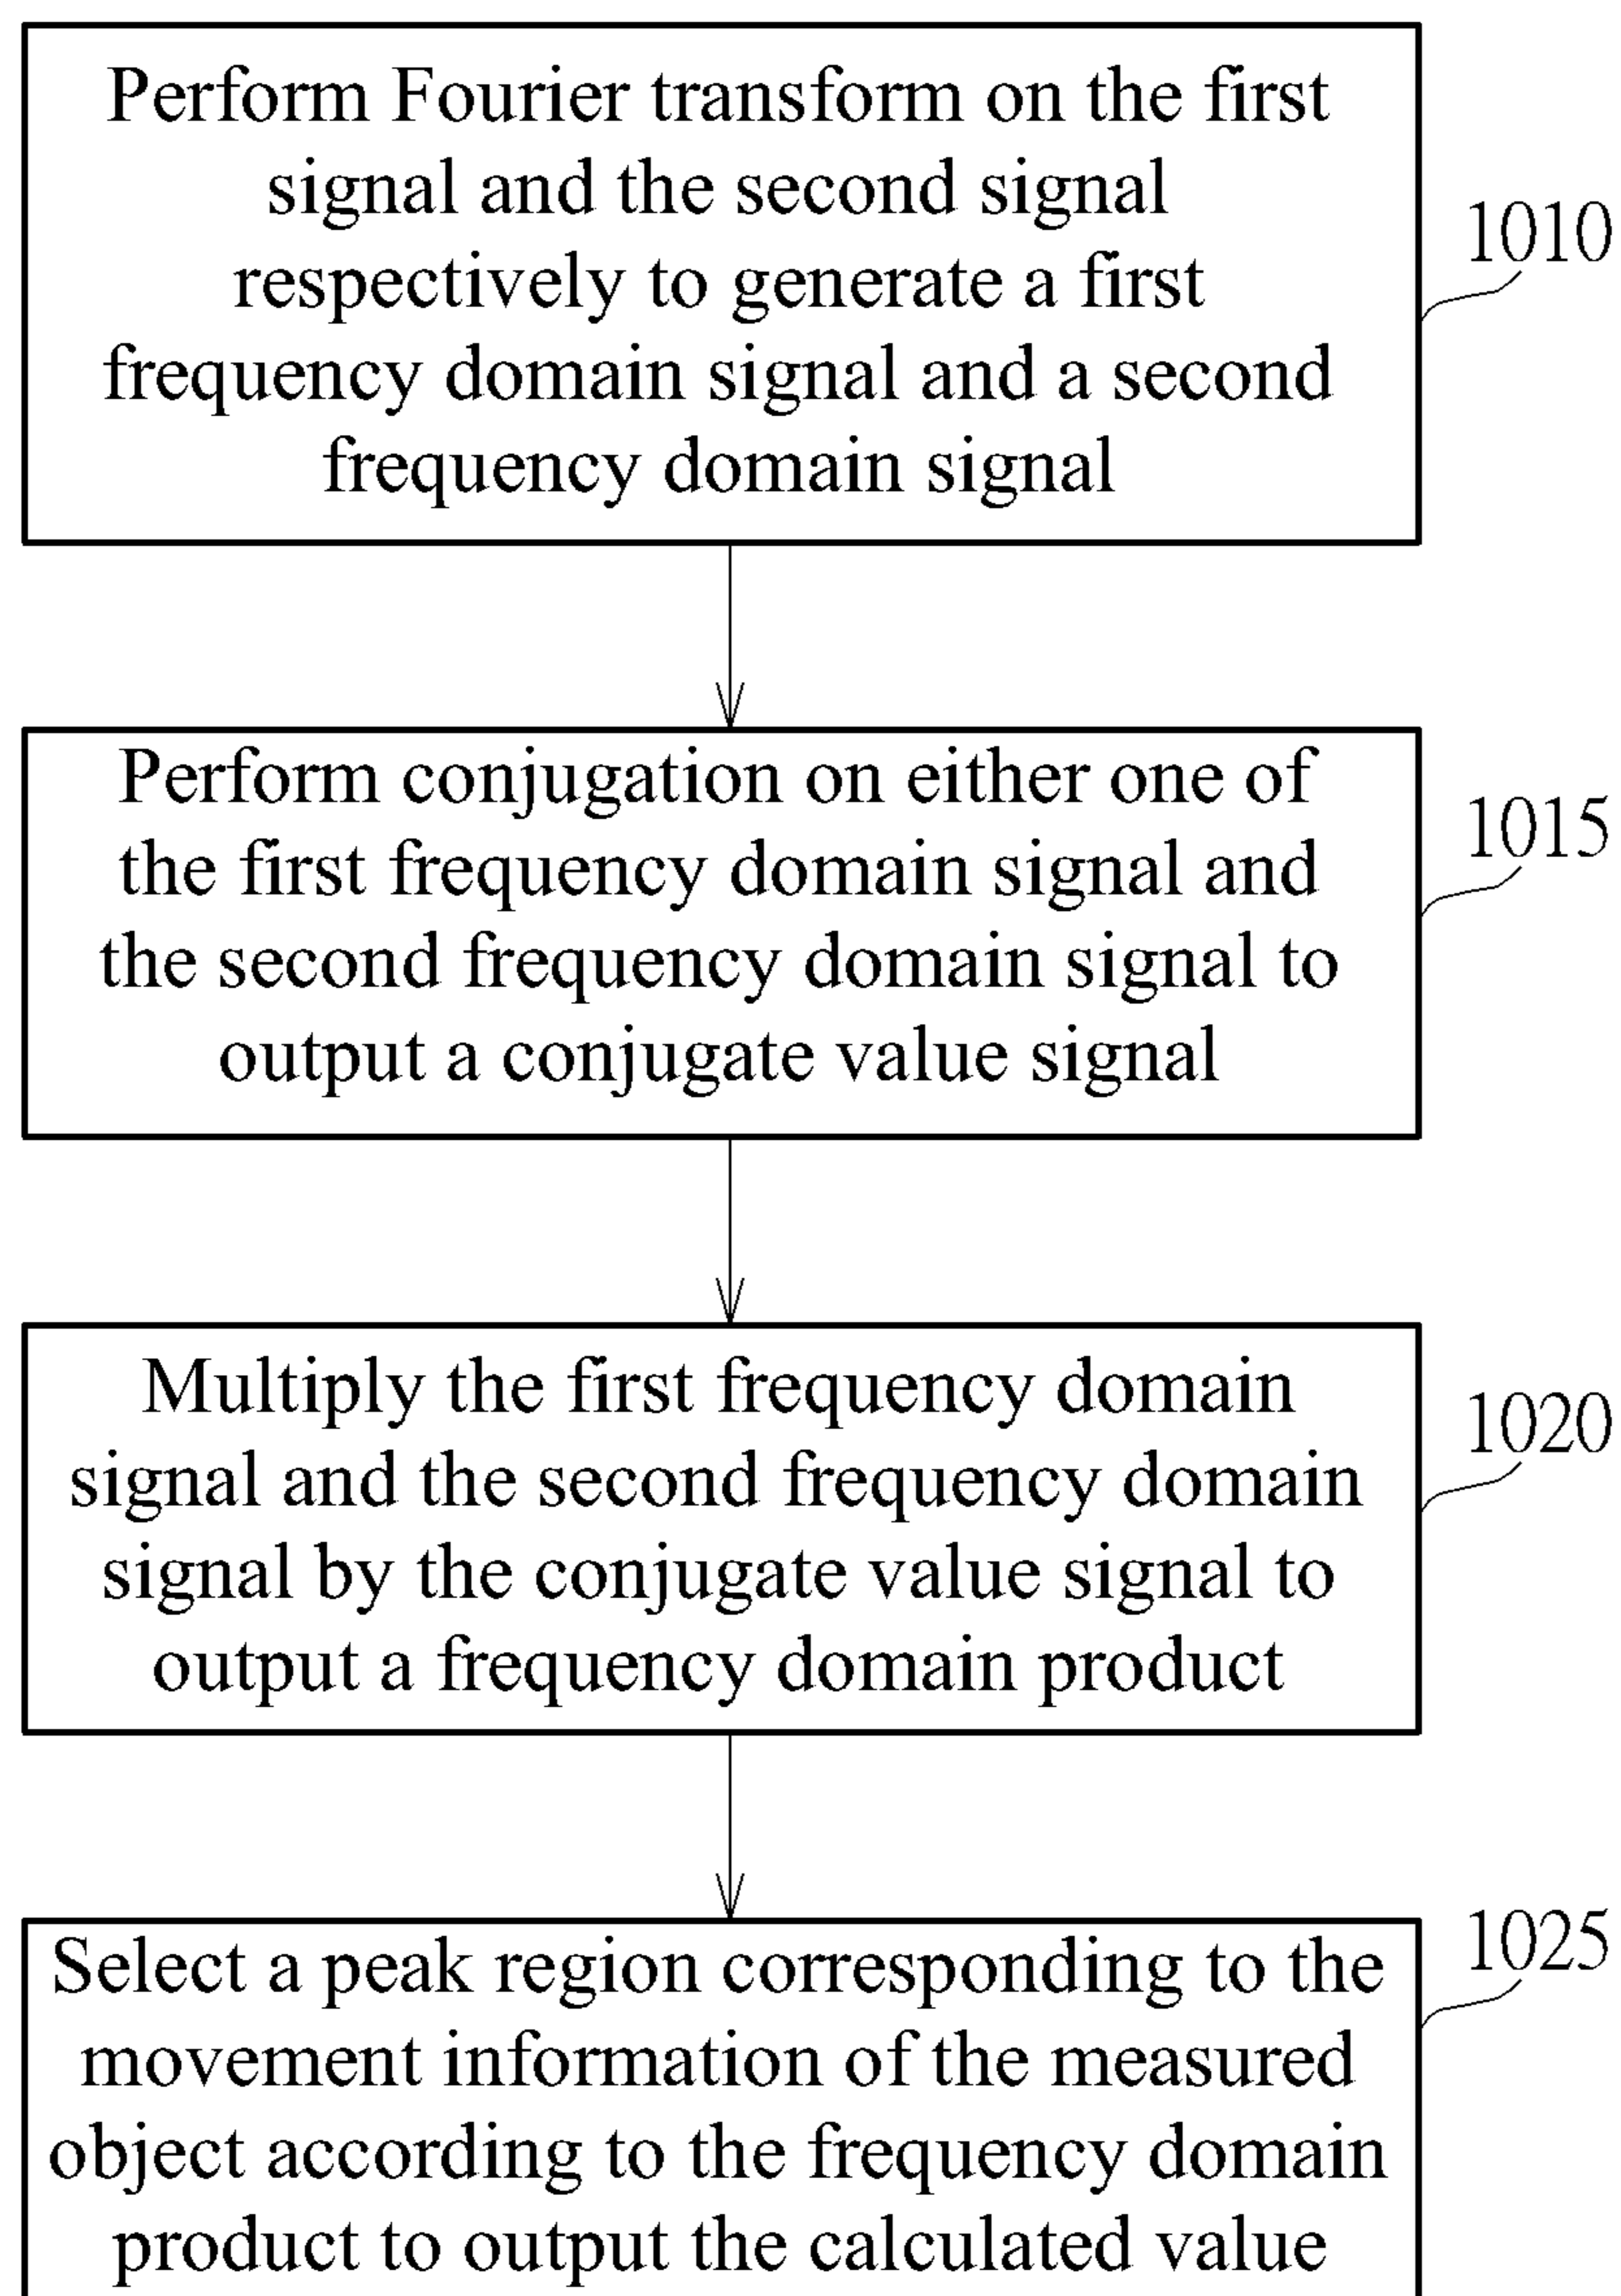 Perform Fourier transform on the first
signal and the second signal
respectively to generate a first
frequency domain signal and a second
frequency domain signal
1010
Perform conjugation on either one of
the first frequency domain signal and
the second frequency domain signal to
output a conjugate value signal
1015
Multiply the first frequency domain
signal and the second frequency domain
signal by the conjugate value signal to
output a frequency domain product
1020
Select a peak region corresponding to the
movement information of the measured
object according to the frequency domain
product to output the calculated value
1025